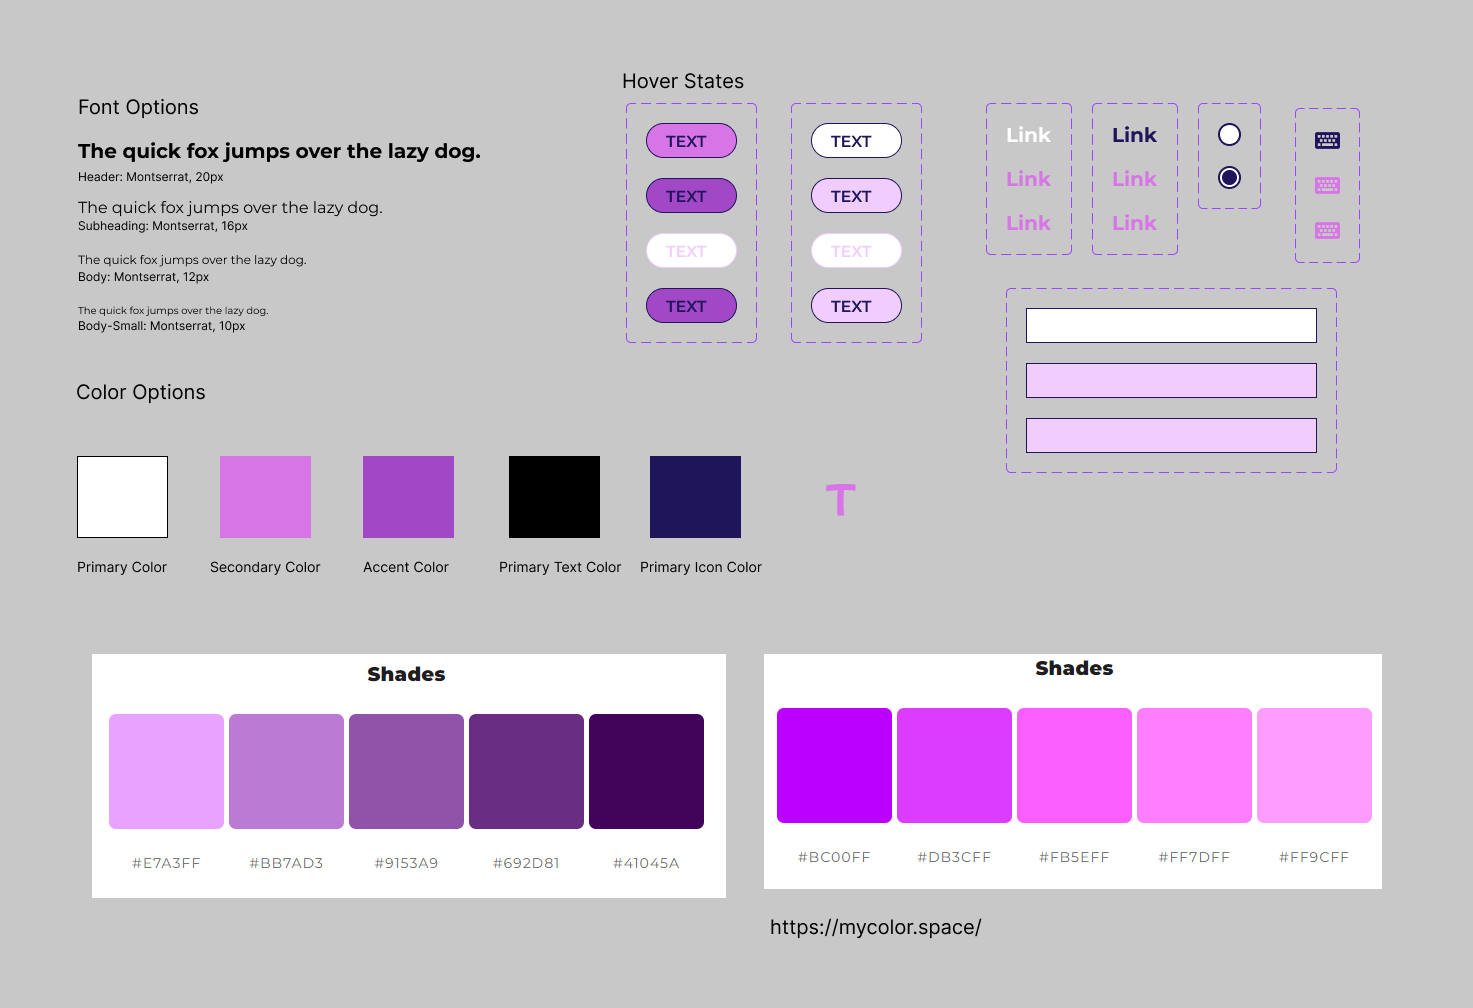 Font Options
The quick fox jumps over the lazy dog.
Header: Montserrat, 20px
The quick fox jumps over the lazy dog.
Subheading: Montserrat, 16px
The quick fox jumps over the lazy dog.
Body: Montserrat, 12px
The quick fox jumps over the lazy dog.
Body-Small: Montserrat, 10px
Hover States
TEXT
TEXT
TEXT
TEXT
TEXT
TEXT
TEXT
TEXT
Link
Link
Link
Link
Link
Link
Color Options
Primary Color
Secondary Color
Accent Color
Primary Text Color
Primary Icon Color
T
Shades
#E7A3FF
#BB7AD3
#9153A9
#692D81
#41045A
Shades
#BC00FF
#DB3CFF
#FB5EFF
#FF7DFF
#FF9CFF
https://mycolor.space/